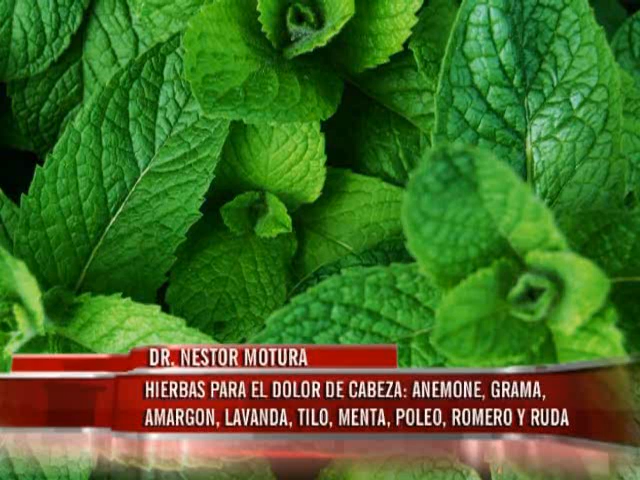 DR. NESTOR MOTURA
HIERBAS PARA EL DOLOR DE CABEZA: ANEMONE, GRAMA,
AMARGON, LAVANDA, TILO, MENTA, POLEO, ROMERO Y RUDA